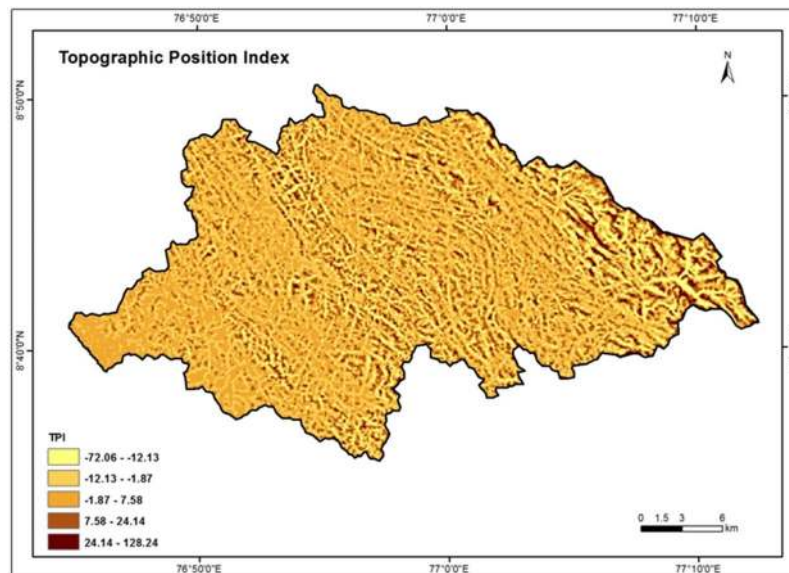 76°50'0"E 77°0'0"E 77°10'0"E
Topographic Position Index
N
8°50'0"N
8°40'0"N
TPI
-72.06 - -12.13
-12.13 - -1.87
-1.87 - 7.58
7.58 - 24.14
24.14 - 128.24
0 1.5 3 6
km
76°50'0"E 77°0'0"E 77°10'0"E